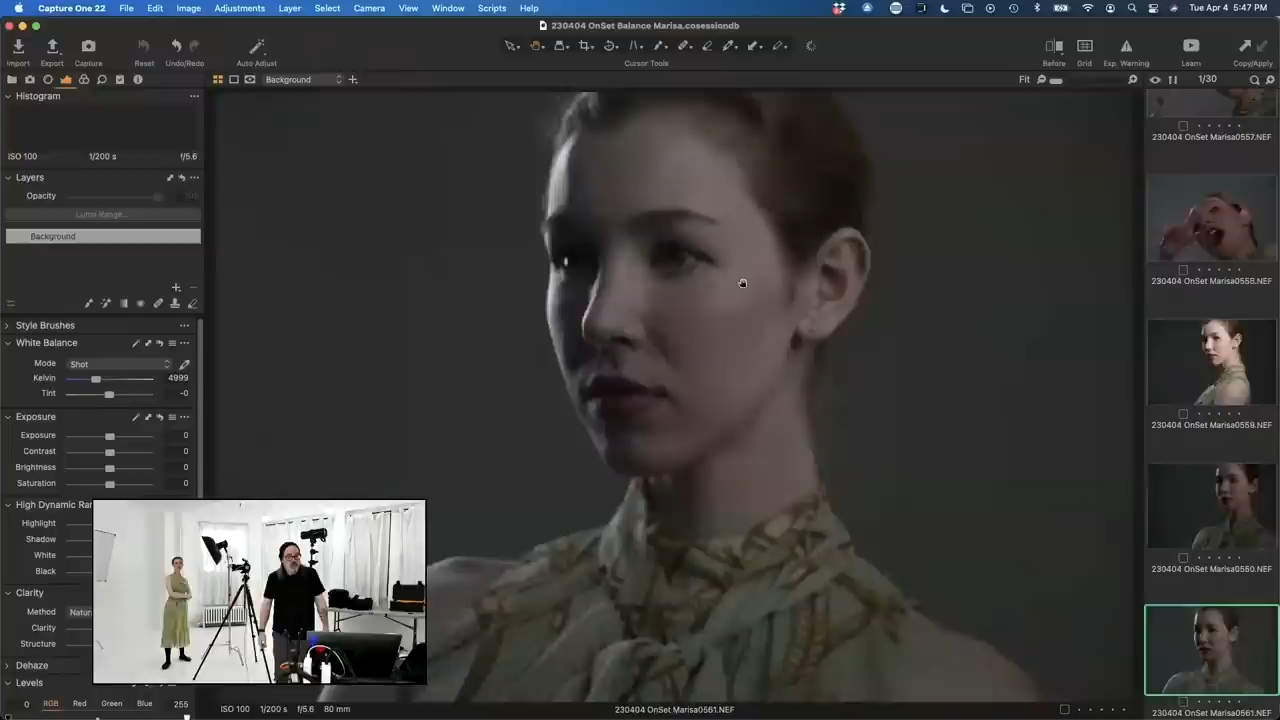 Capture One 22 File Edit Image Adjustments Layer Select Camera View Window Scripts Help Tue Apr 4 5:47 PM
230404 OnSet Balance Marisa.cosessiondb
Import Export Capture Reset Undo/Redo Auto Adjust Cursor Tools Before Grid Exp. Warning Learn Copy/Apply
Background Fit 1/30
Histogram
ISO 100 1/200 s f/5.6
Layers
Opacity 100
Luma Range...
Background
Style Brushes
White Balance
Mode Shot
Kelvin 4999
Tint -0
Exposure
Exposure 0
Contrast 0
Brightness 0
Saturation 0
High Dynamic Ra
Highlight
Shadow
White
Black
Clarity
Method Natur
Clarity
Structure
Dehaze
Levels
0 RGB Red Green Blue 255
ISO 100 1/200 s f/5.6 80 mm 230404 OnSet Marisa0561.NEF
230404 OnSet Marisa0557.NEF
230404 OnSet Marisa0558.NEF
230404 OnSet Marisa0559.NEF
230404 OnSet Marisa0560.NEF
230404 OnSet Marisa0561.NEF